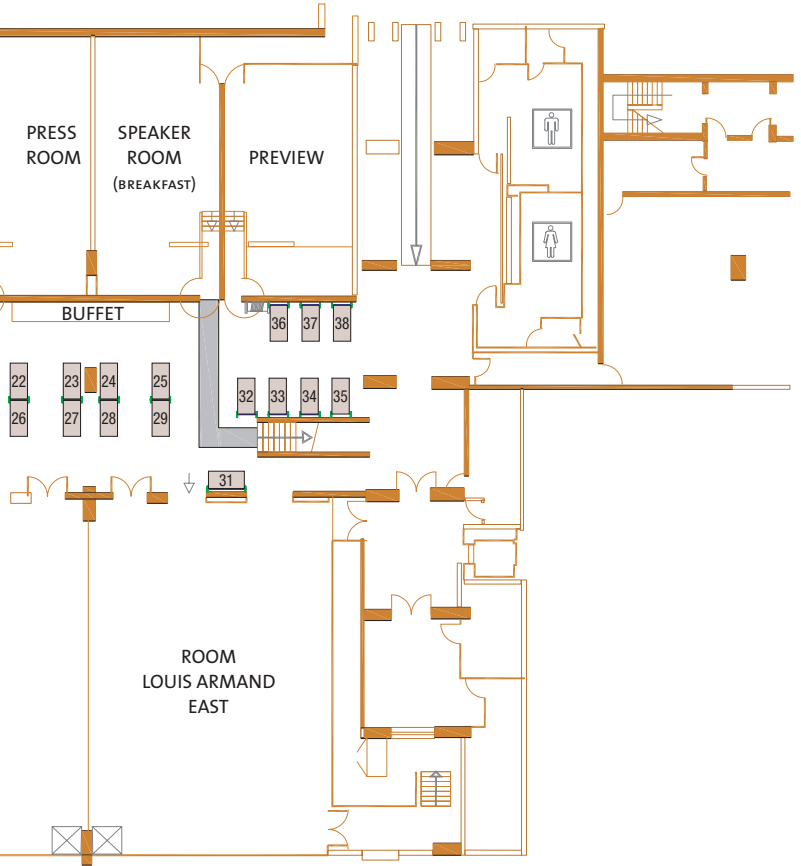 PRESS
ROOM
SPEAKER
ROOM
(BREAKFAST)
PREVIEW
BUFFET
36 37 38
22 23 24 25
26 27 28 29
32 33 34 35
31
ROOM
LOUIS ARMAND
EAST